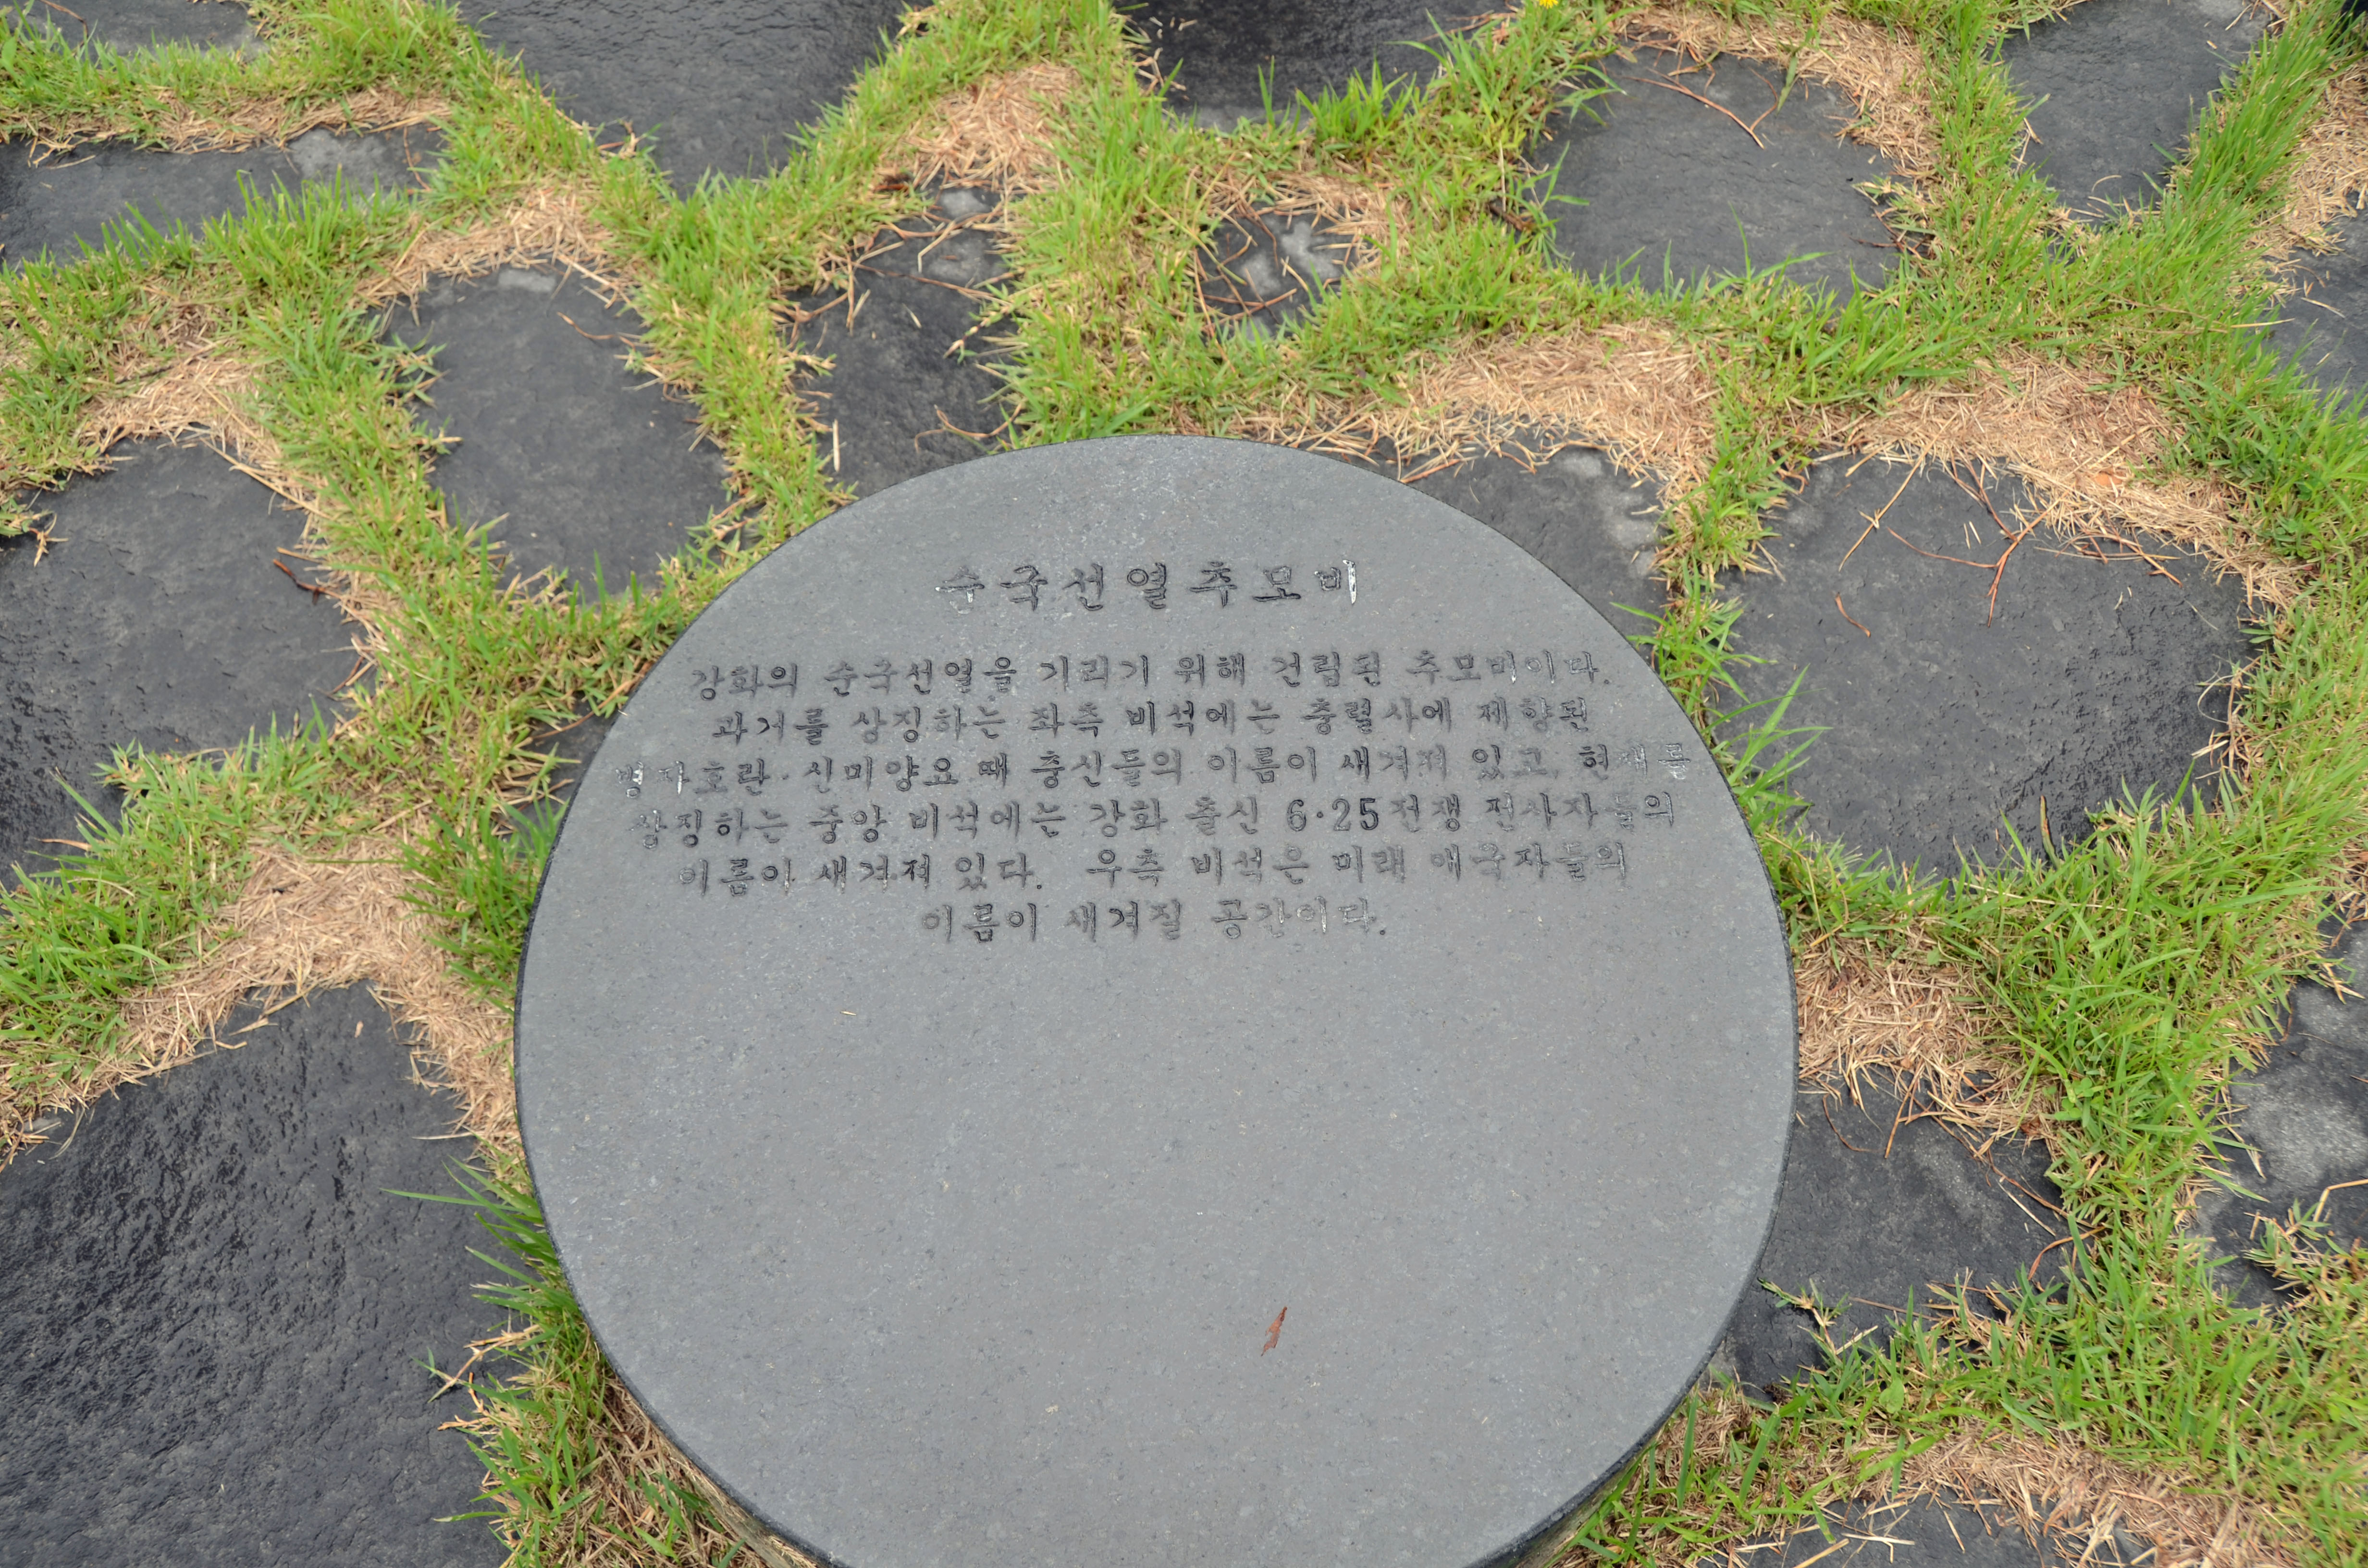 순국선열추모비
강화의 순국선열을 기리기 위해 건립된 추모비이다.
과거를 상징하는 좌측 비석에는 충렬사에 제향된
병자호란·신미양요 때 충신들의 이름이 새겨져 있고, 현재를
상징하는 중앙 비석에는 강화 출신 6·25전쟁 전사자들의
이름이 새겨져 있다. 우측 비석은 미래 애국자들의
이름이 새겨질 공간이다.